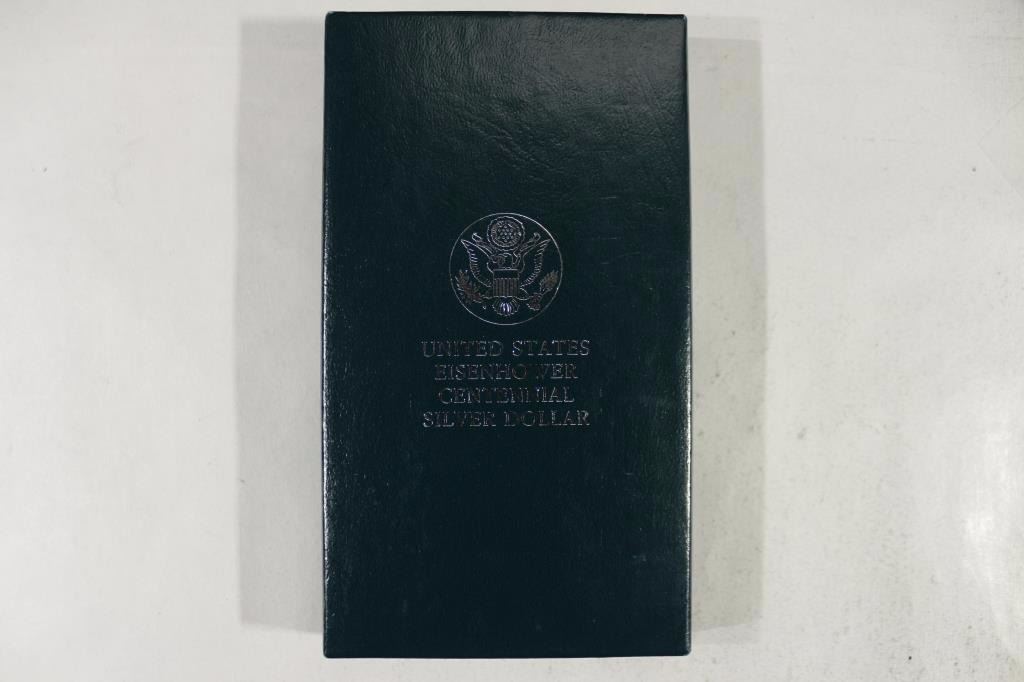 UNITED STATES
EISENHOWER
CENTENNIAL
SILVER DOLLAR